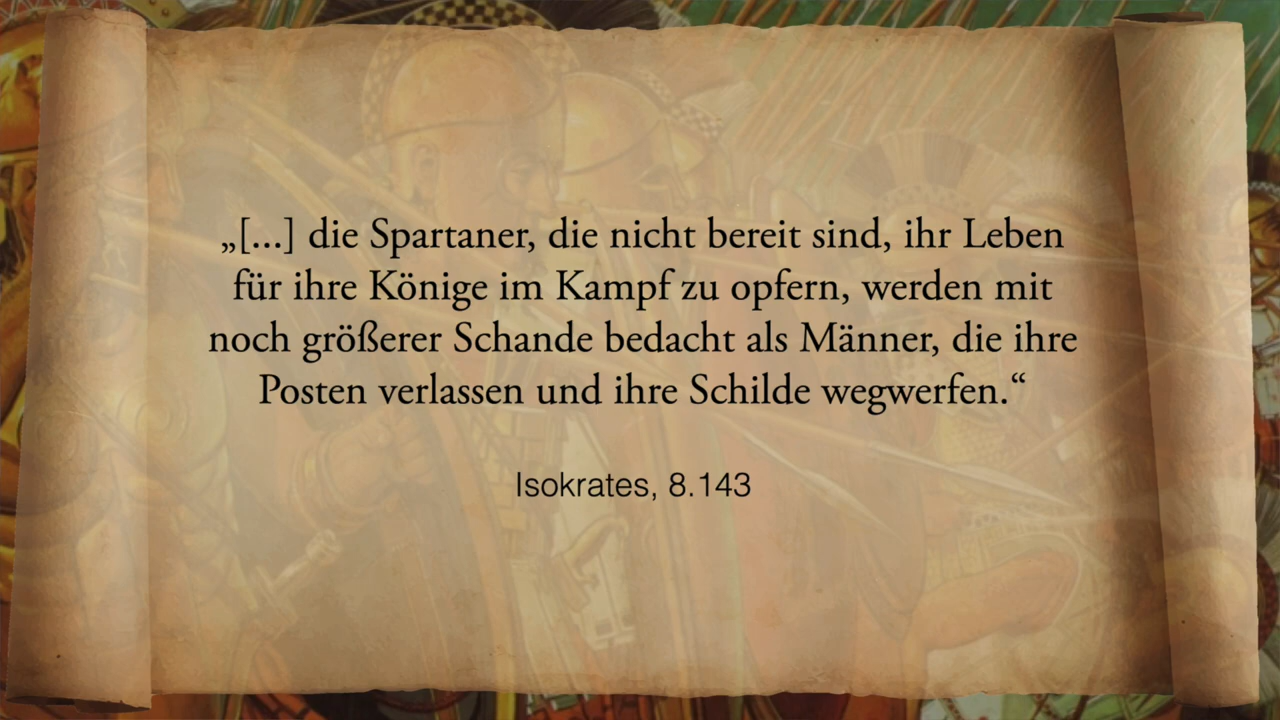 „[...] die Spartaner, die nicht bereit sind, ihr Leben
für ihre Könige im Kampf zu opfern, werden mit
noch größerer Schande bedacht als Männer, die ihre
Posten verlassen und ihre Schilde wegwerfen.“
Isokrates, 8.143